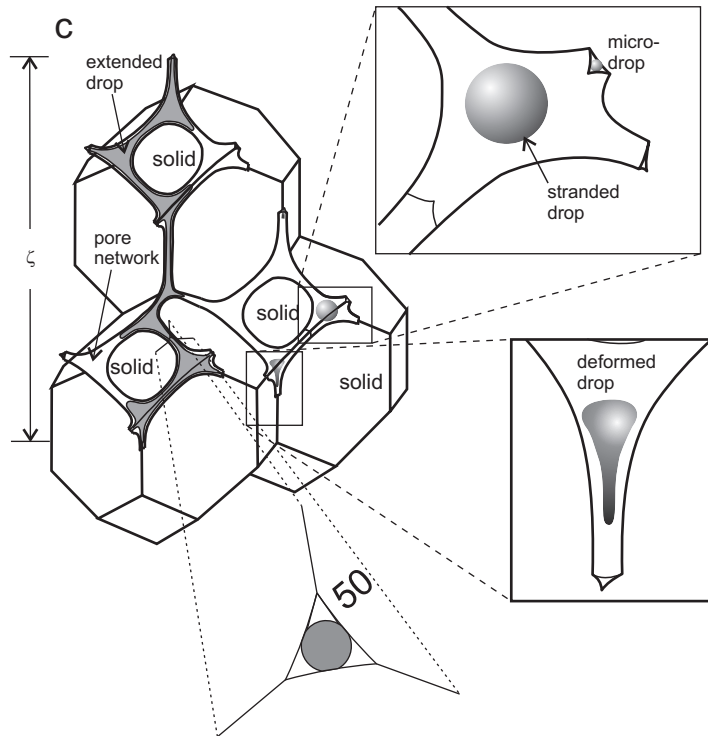 C
extended
drop
solid
pore
network
ζ
solid
solid
solid
micro-
drop
stranded
drop
deformed
drop
50